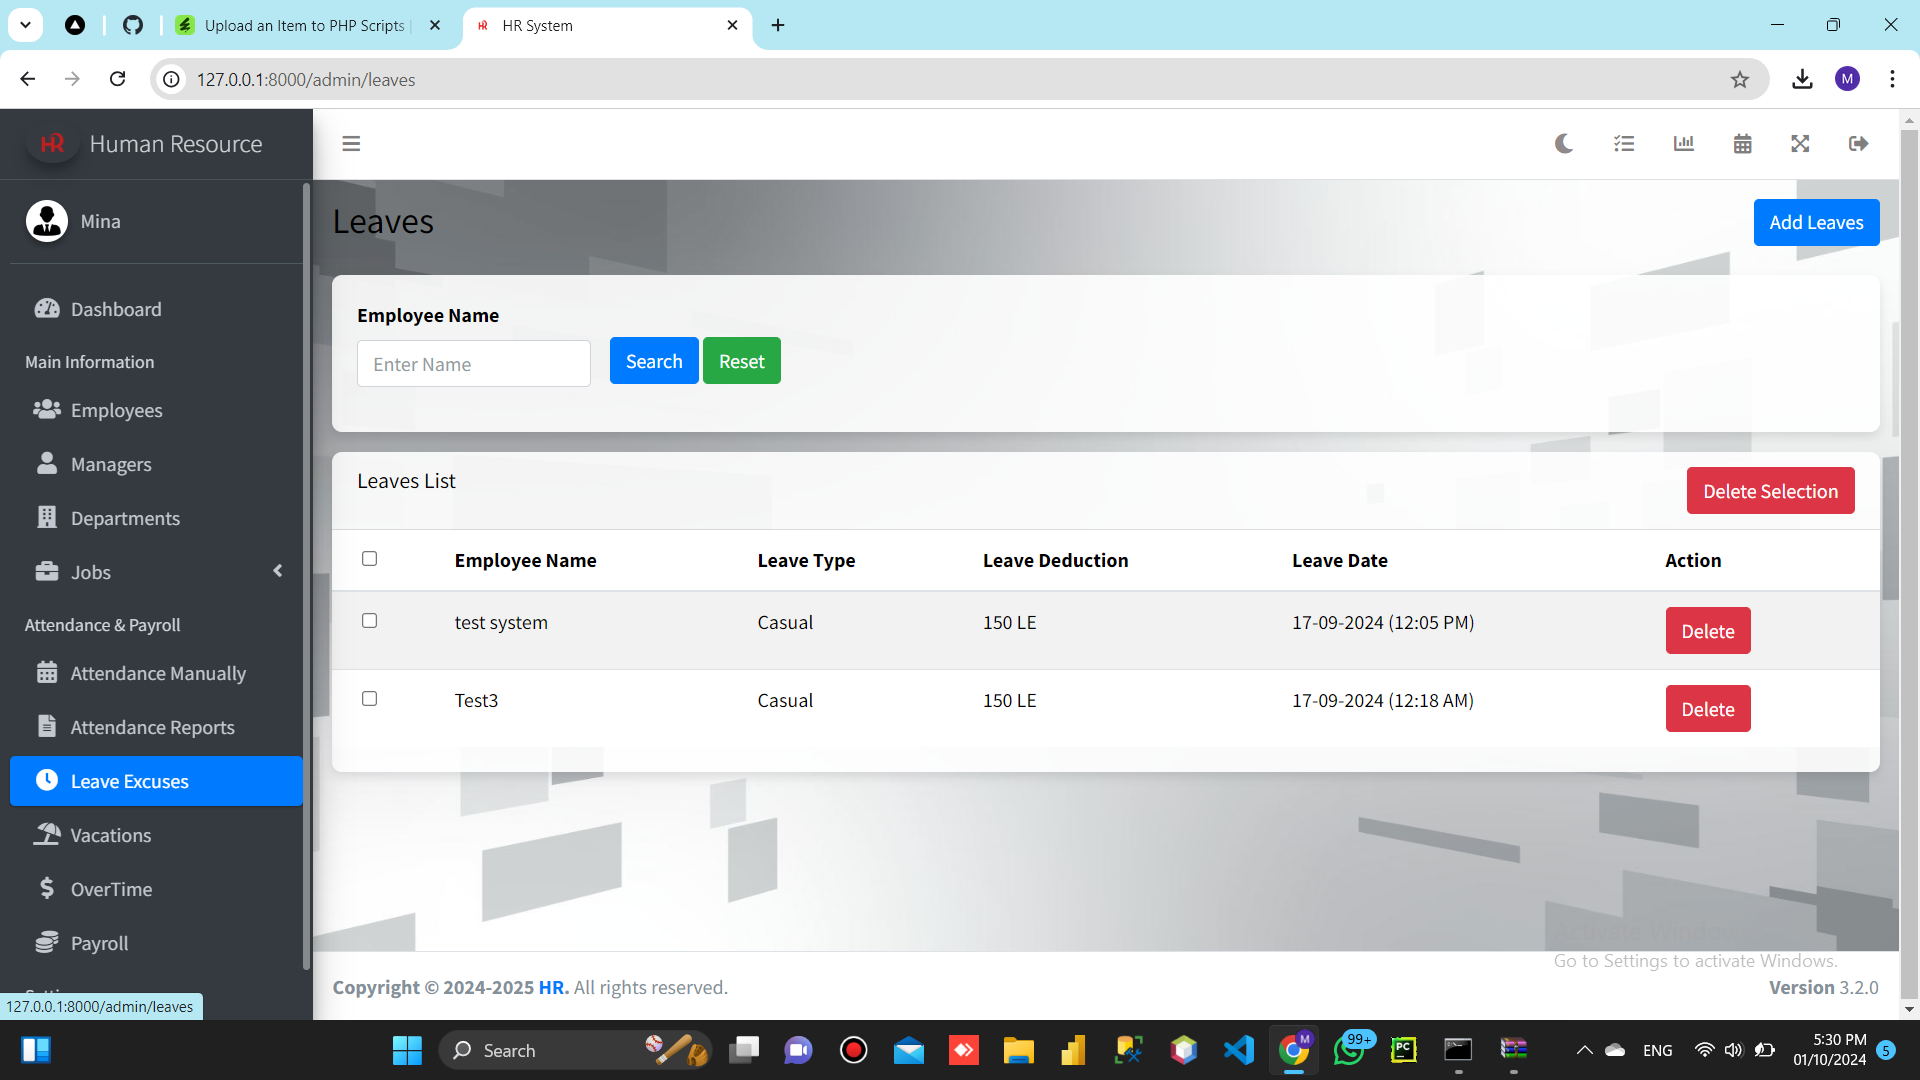 Upload an Item to PHP Scripts
HR System
127.0.0.1:8000/admin/leaves
M
HR Human Resource
Mina
Dashboard
Main Information
Employees
Managers
Departments
Jobs
Attendance & Payroll
Attendance Manually
Attendance Reports
Leave Excuses
Vacations
OverTime
Payroll
127.0.0.1:8000/admin/leaves
Leaves
Add Leaves
Employee Name
Enter Name
Search
Reset
Leaves List
Delete Selection
Employee Name Leave Type Leave Deduction Leave Date Action
test system Casual 150 LE 17-09-2024 (12:05 PM) Delete
Test3 Casual 150 LE 17-09-2024 (12:18 AM) Delete
Activate Windows
Go to Settings to activate Windows.
Copyright © 2024-2025 HR. All rights reserved.
Version 3.2.0
Search
M
99+
PC
ENG
5:30 PM
01/10/2024
5